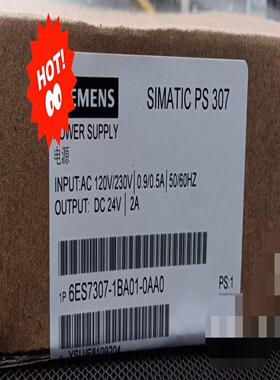 HOT!
EMENS
SIMATIC PS 307
POWER SUPPLY
电源
INPUT:AC 120V/230V | 0.9/0.5A | 50/60HZ
OUTPUT: DC 24V | 2A
1P 6ES7307-1BA01-0AA0
PS:1